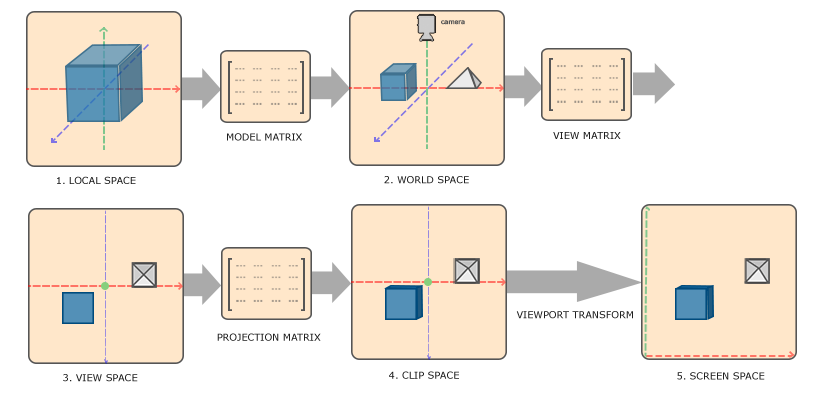 camera
MODEL MATRIX
VIEW MATRIX
1. LOCAL SPACE
2. WORLD SPACE
PROJECTION MATRIX
VIEWPORT TRANSFORM
3. VIEW SPACE
4. CLIP SPACE
5. SCREEN SPACE